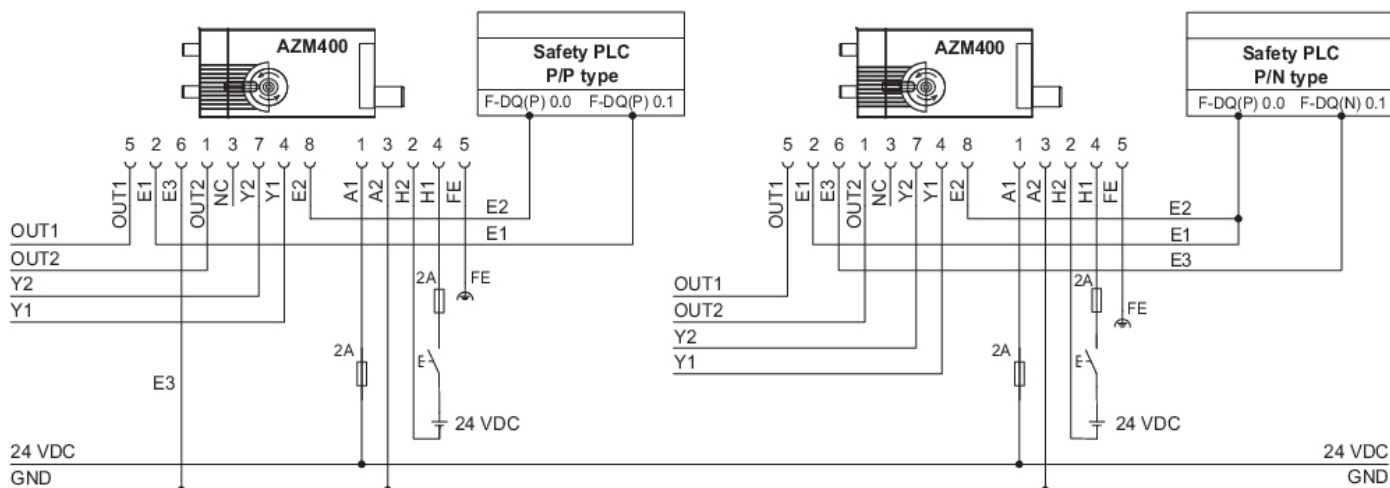 AZM400
Safety PLC
P/P type
F-DQ(P) 0.0 F-DQ(P) 0.1
5 2 6 1 3 7 4 8 1 3 2 4 5
OUT1 E1 E3 OUT2 NC Y2 Y1 E2 A1 A2 H2 H1 FE
E2
E1
OUT1
OUT2
Y2
Y1
2A
FE
2A
E3
24 VDC
AZM400
Safety PLC
P/N type
F-DQ(P) 0.0 F-DQ(N) 0.1
5 2 6 1 3 7 4 8 1 3 2 4 5
OUT1 E1 E3 OUT2 NC Y2 Y1 E2 A1 A2 H2 H1 FE
E2
E1
E3
OUT1
OUT2
Y2
Y1
2A
FE
2A
24 VDC
24 VDC 24 VDC
GND GND